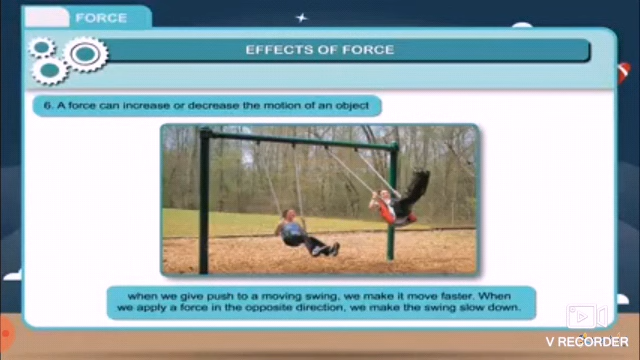 FORCE
EFFECTS OF FORCE
6. A force can increase or decrease the motion of an object
when we give push to a moving swing, we make it move faster. When
we apply a force in the opposite direction, we make the swing slow down.
V RECORDER